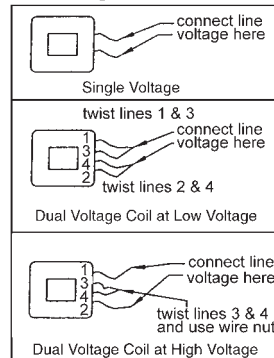 connect line
voltage here
Single Voltage
twist lines 1 & 3
connect line
voltage here
1
3
4
2
twist lines 2 & 4
Dual Voltage Coil at Low Voltage
connect line
voltage here
1
3
4
2
twist lines 3 & 4
and use wire nut
Dual Voltage Coil at High Voltage